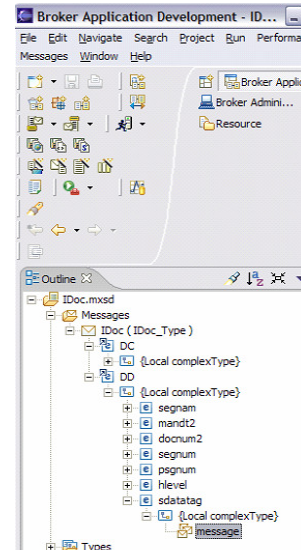 Broker Application Development - ID...
File Edit Navigate Search Project Run Performa
Messages Window Help
Broker Applic
Broker Admini...
Resource
Outline
IDoc.mxsd
Messages
IDoc ( IDoc_Type )
DC
{Local complexType}
DD
{Local complexType}
segnam
mandt2
docnum2
segnum
psgnum
hlevel
sdatatag
{Local complexType}
message
Types